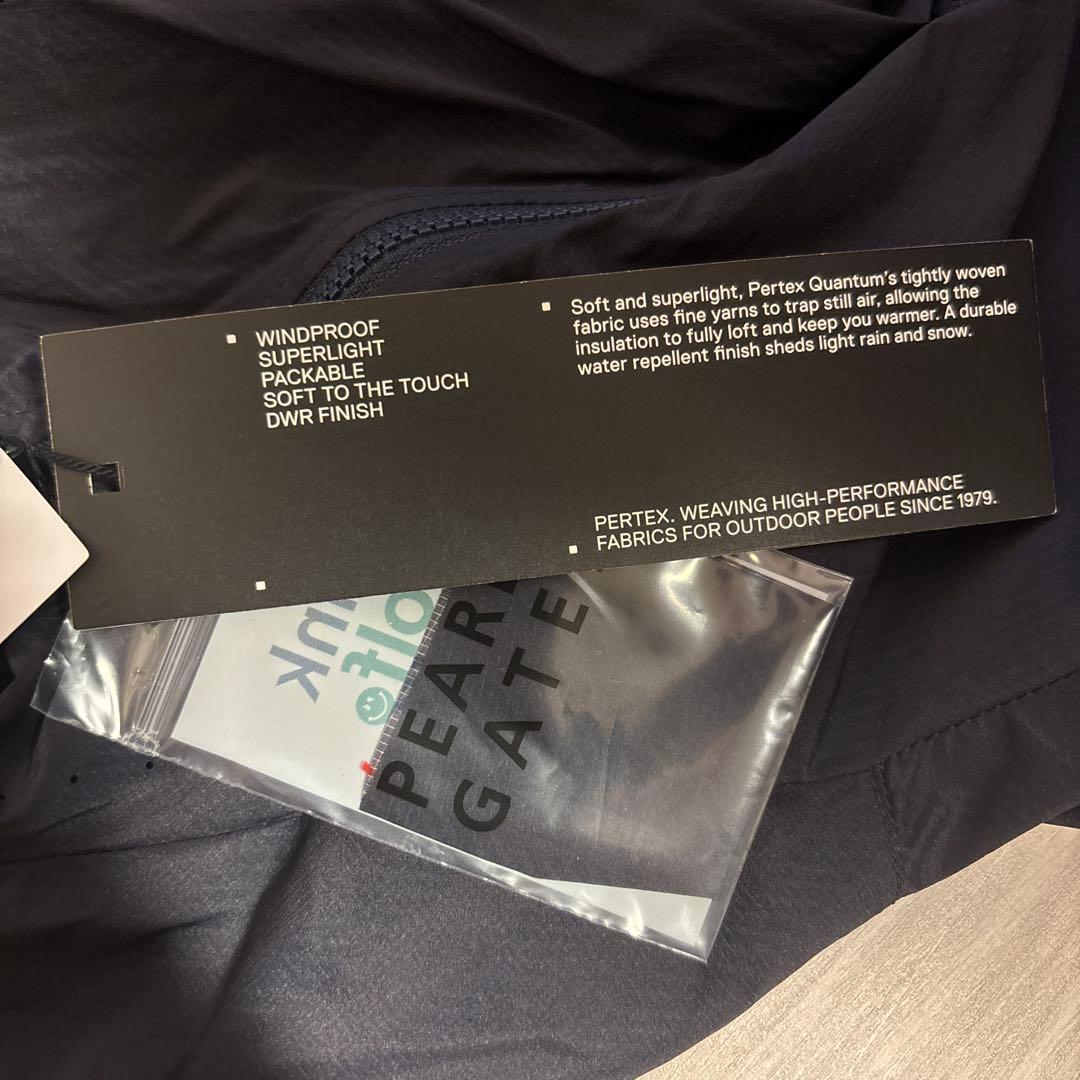 WINDPROOF
SUPERLIGHT
PACKABLE
SOFT TO THE TOUCH
DWR FINISH
Soft and superlight, Pertex Quantum's tightly woven
fabric uses fine yarns to trap still air, allowing the
insulation to fully loft and keep you warmer. A durable
water repellent finish sheds light rain and snow.
PERTEX. WEAVING HIGH-PERFORMANCE
FABRICS FOR OUTDOOR PEOPLE SINCE 1979.
GATE